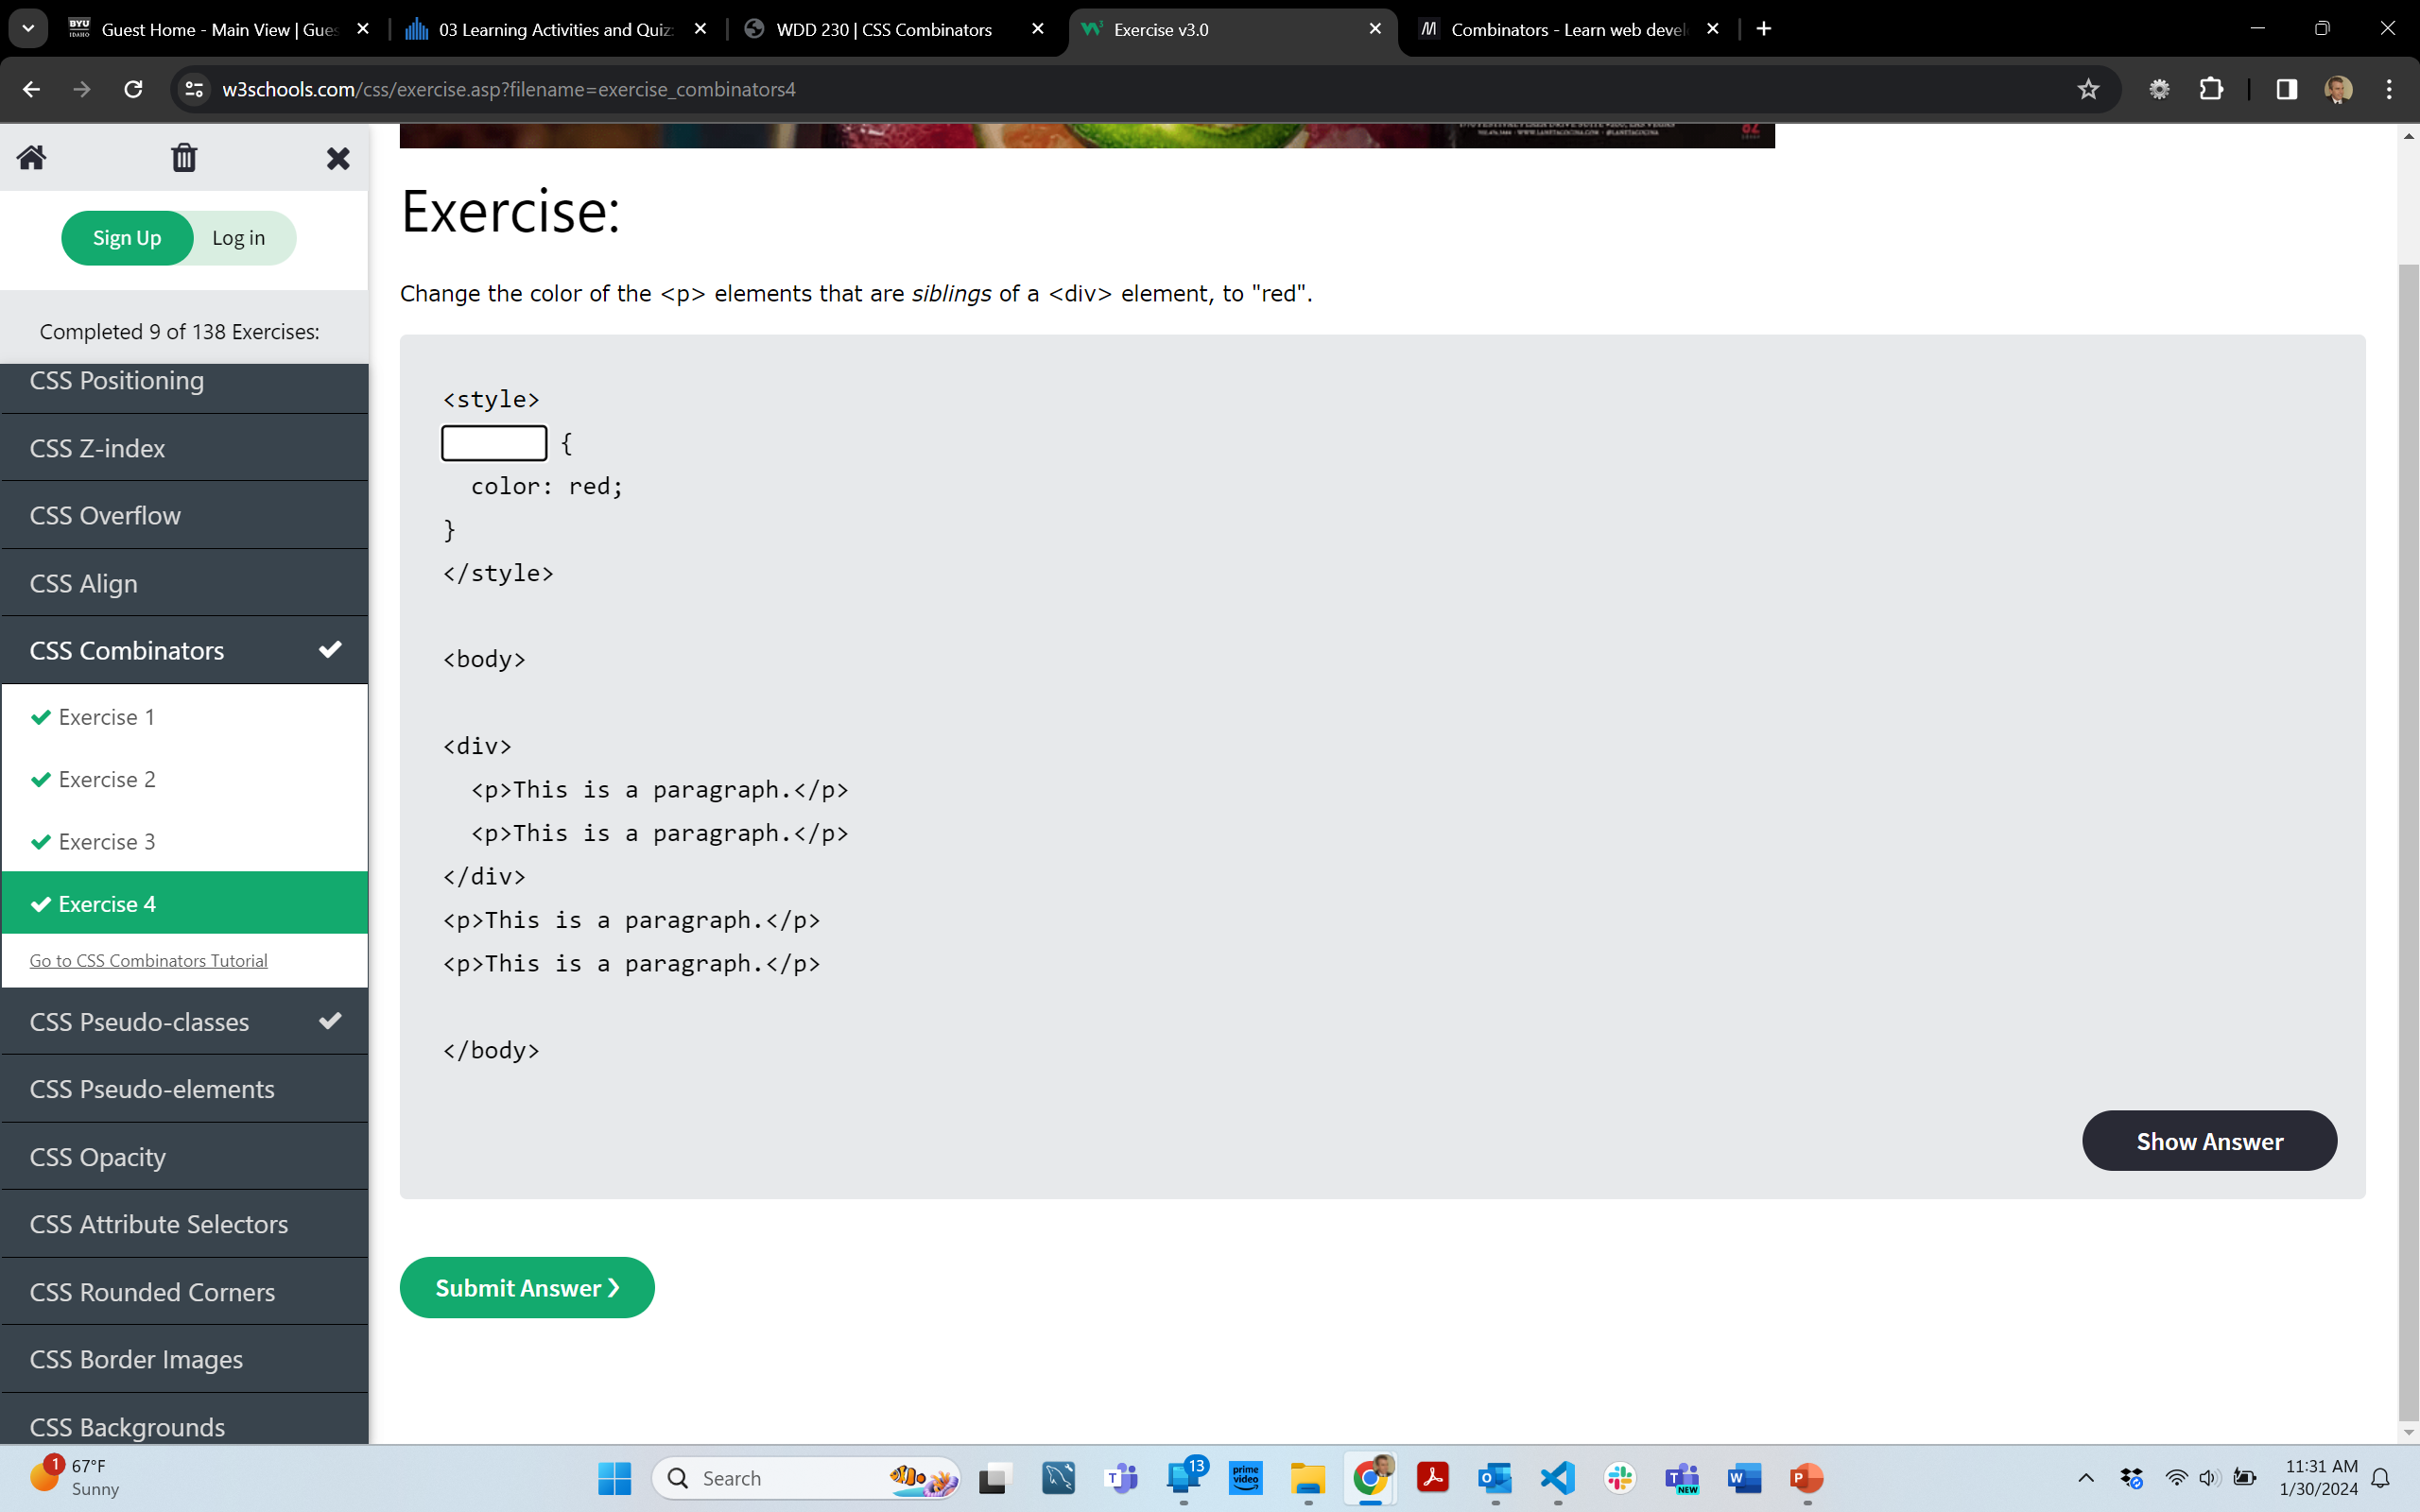 Guest Home - Main View | Gues
03 Learning Activities and Quiz:
WDD 230 | CSS Combinators
Exercise v3.0
Combinators - Learn web devel
w3schools.com/css/exercise.asp?filename=exercise_combinators4
Sign Up
Log in
Completed 9 of 138 Exercises:
CSS Positioning
CSS Z-index
CSS Overflow
CSS Align
CSS Combinators
Exercise 1
Exercise 2
Exercise 3
Exercise 4
Go to CSS Combinators Tutorial
CSS Pseudo-classes
CSS Pseudo-elements
CSS Opacity
CSS Attribute Selectors
CSS Rounded Corners
CSS Border Images
CSS Backgrounds
Exercise:
Change the color of the <p> elements that are siblings of a <div> element, to "red".
<style>
{
color: red;
}
</style>
<body>
<div>
<p>This is a paragraph.</p>
<p>This is a paragraph.</p>
</div>
<p>This is a paragraph.</p>
<p>This is a paragraph.</p>
</body>
Show Answer
Submit Answer ❯
1
67°F
Sunny
Search
13
prime video
NEW
11:31 AM
1/30/2024